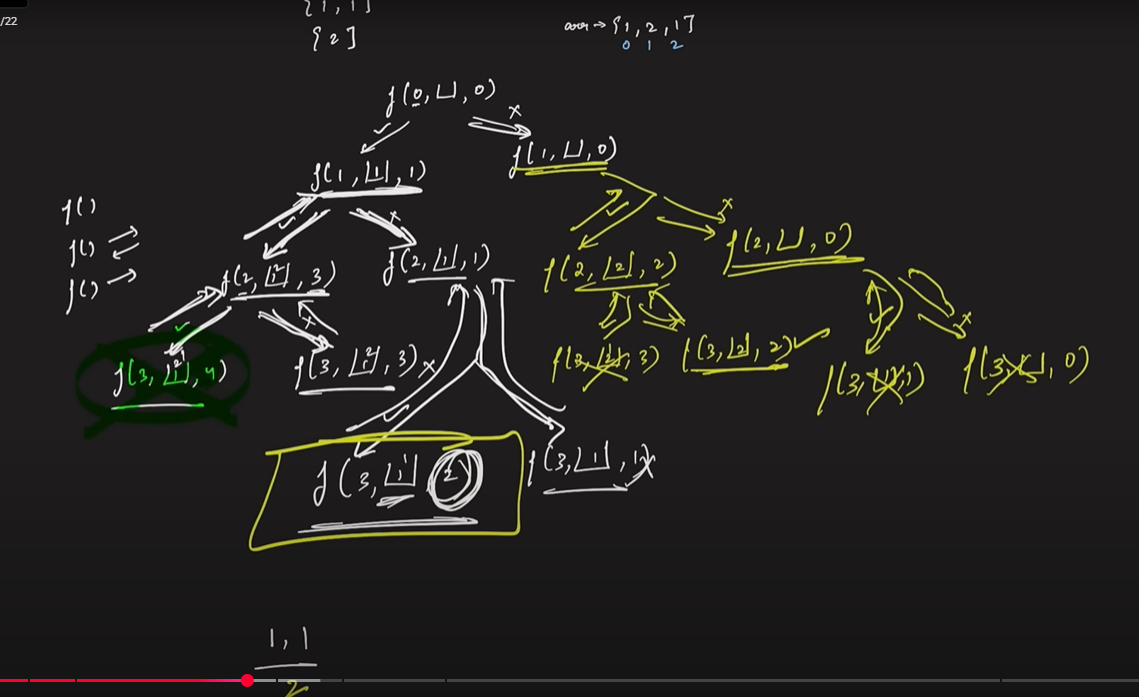 /22
{1, 1]
{2]
arr → {1, 2, 1]
0 1 2
f(0, ⊔, 0)
✓ x
f(1, ⊔, 0)
f(1, |1|, 1)
f()
f()
f()
✓ x ✓ x
f(2, |1 2|, 3) f(2, |1|, 1) f(2, |2|, 2) f(2, ⊔, 0)
✓ x x
f(3, |1 2 1|, 4) f(3, |1 2|, 3) x f(3, 3) f(3, |2|, 2) ✓ f(3, 1) f(3, ⊔, 0)
✓
f(3, |1 1| 2) f(3, |1|, 1) x
1, 1
2